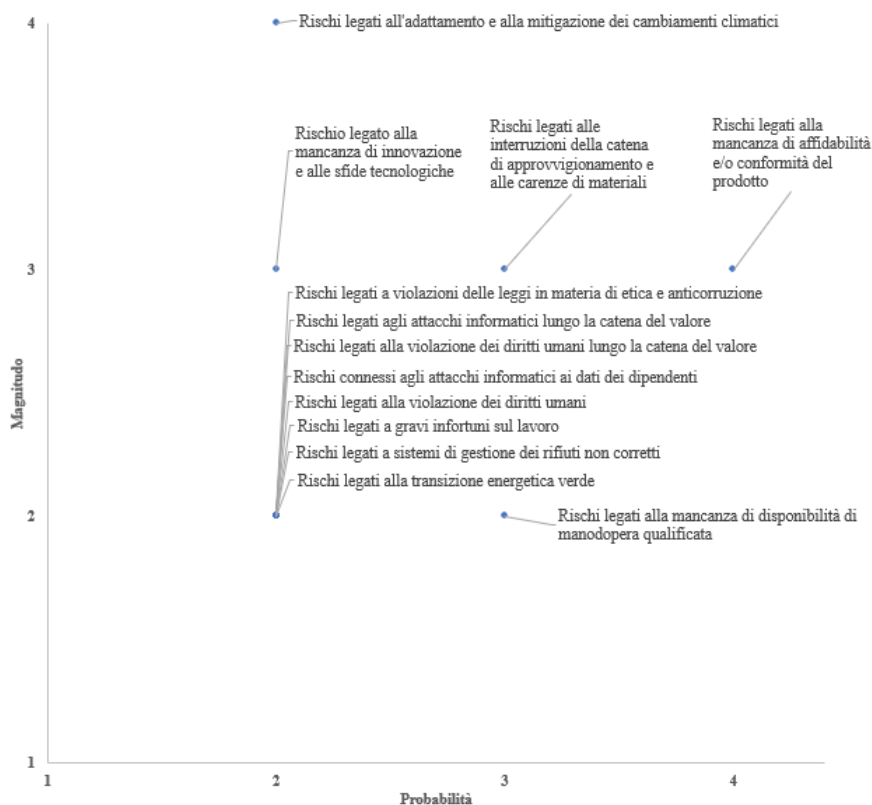 4
Rischi legati all'adattamento e alla mitigazione dei cambiamenti climatici
Rischio legato alla
mancanza di innovazione
e alle sfide tecnologiche
Rischi legati alle
interruzioni della catena
di approvvigionamento e
alle carenze di materiali
Rischi legati alla
mancanza di affidabilità
e/o conformità del
prodotto
3
Rischi legati a violazioni delle leggi in materia di etica e anticorruzione
Rischi legati agli attacchi informatici lungo la catena del valore
Rischi legati alla violazione dei diritti umani lungo la catena del valore
Rischi connessi agli attacchi informatici ai dati dei dipendenti
Rischi legati alla violazione dei diritti umani
Rischi legati a gravi infortuni sul lavoro
Rischi legati a sistemi di gestione dei rifiuti non corretti
Rischi legati alla transizione energetica verde
Magnitudo
2
Rischi legati alla mancanza di disponibilità di
manodopera qualificata
1
1 2 3 4
Probabilità